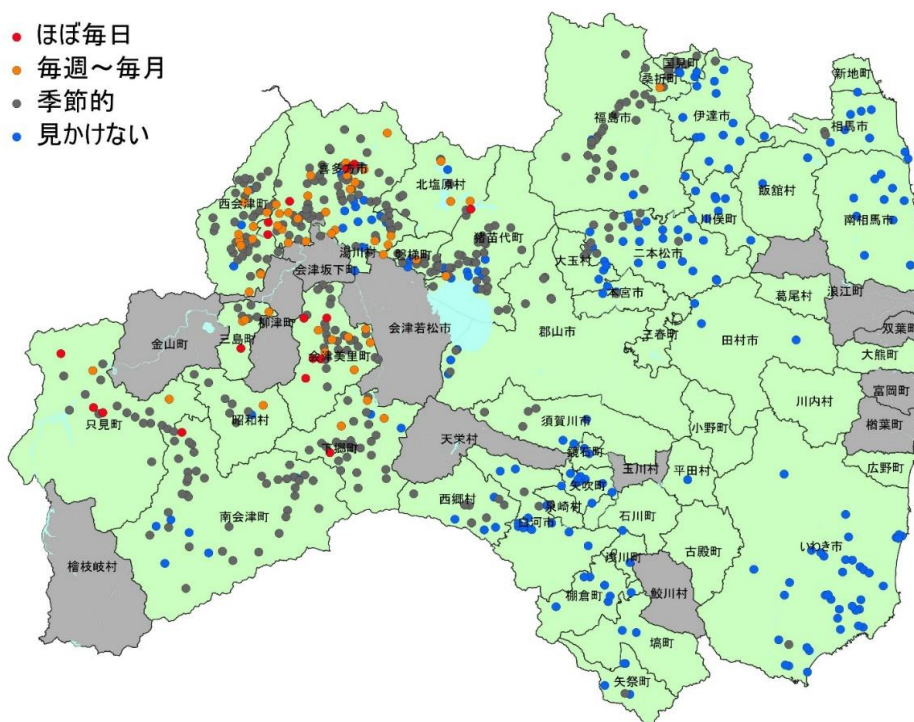 ほぼ毎日
毎週～毎月
季節的
見かけない
国見町
桑折町
新地町
福島市
伊達市
相馬市
喜多方市
北塩原村
西会津町
飯舘村
川俣町
南相馬市
猪苗代町
湯川村
磐梯町
大玉村
二本松市
会津坂下町
本宮市
葛尾村
浪江町
柳津町
会津若松市
郡山市
三春町
双葉町
金山町
三島町
田村市
会津美里町
大熊町
川内村
富岡町
只見町
昭和村
須賀川市
小野町
楢葉町
天栄村
鏡石町
下郷町
玉川村
平田村
広野町
矢吹町
西郷村
泉崎村
南会津町
白河市
石川町
いわき市
浅川町
古殿町
檜枝岐村
棚倉町
鮫川村
塙町
矢祭町